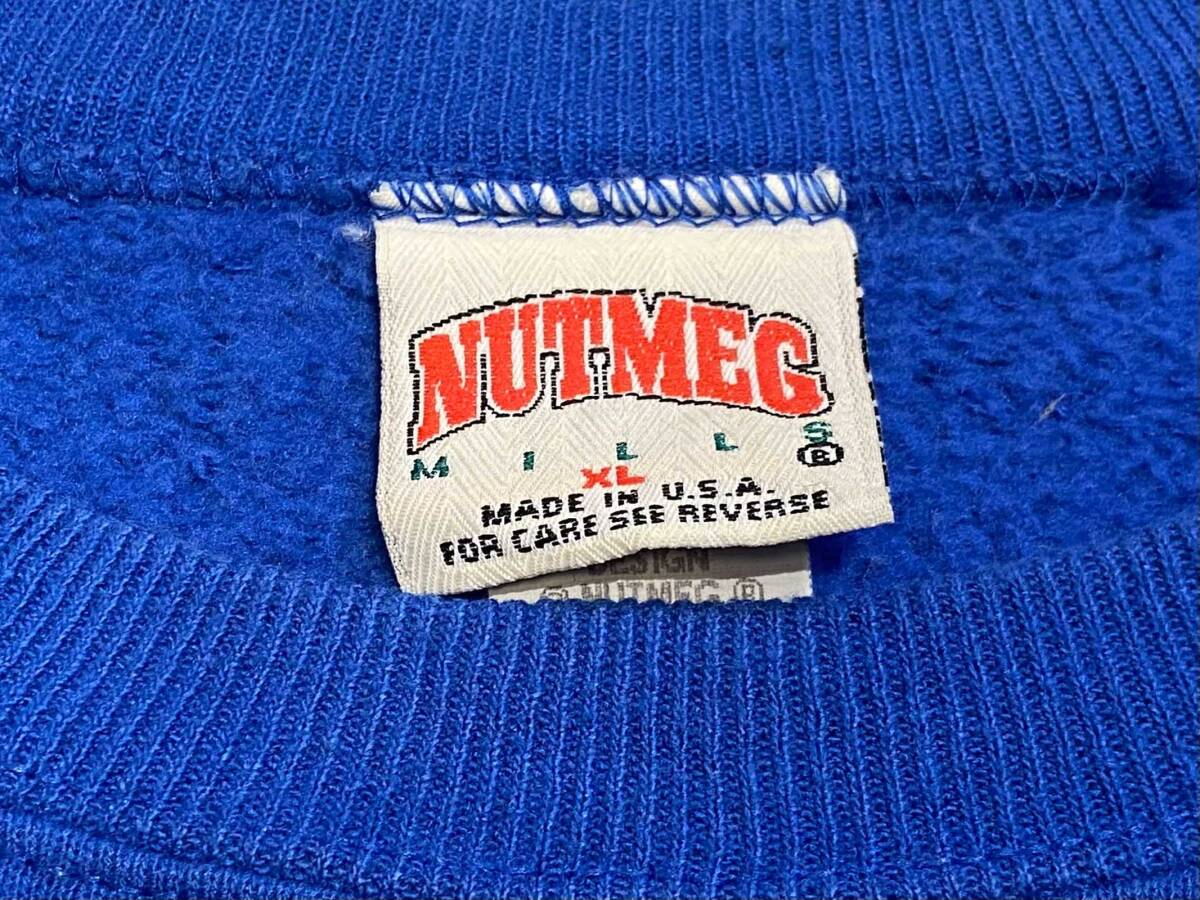 NUTMEG
MILLS
®
XL
MADE IN U.S.A.
FOR CARE SEE REVERSE
DESIGN
© NUTMEG ®